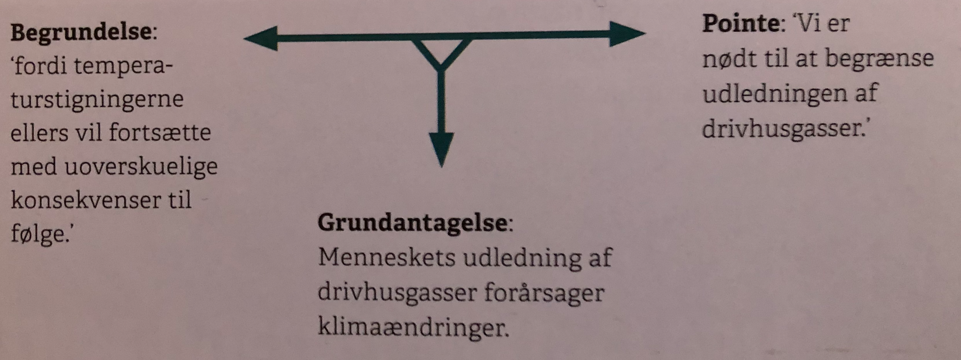 Begrundelse:
‘fordi tempera-
turstigningerne
ellers vil fortsætte
med uoverskuelige
konsekvenser til
følge.’
Pointe: ‘Vi er
nødt til at begrænse
udledningen af
drivhusgasser.’
Grundantagelse:
Menneskets udledning af
drivhusgasser forårsager
klimaændringer.